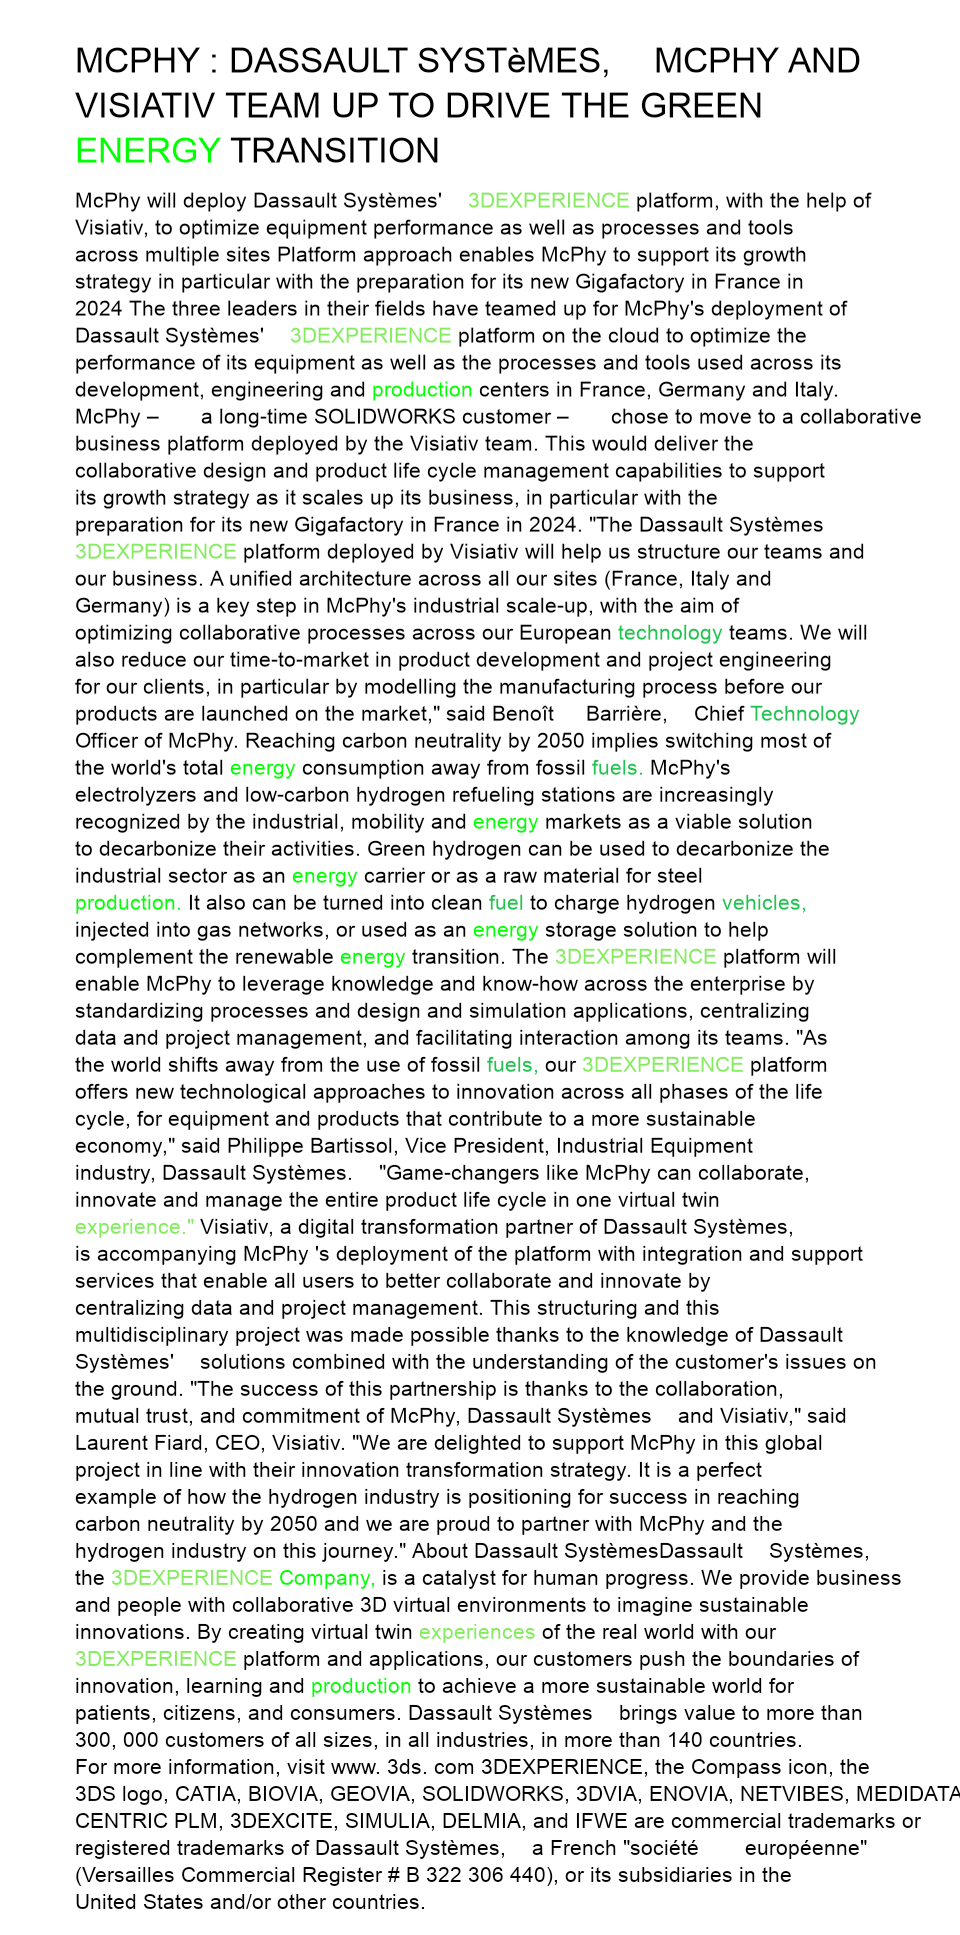 MCPHY : DASSAULT SYSTèMES, MCPHY AND
VISIATIV TEAM UP TO DRIVE THE GREEN
ENERGY TRANSITION
McPhy will deploy Dassault Systèmes' 3DEXPERIENCE platform, with the help of
Visiativ, to optimize equipment performance as well as processes and tools
across multiple sites Platform approach enables McPhy to support its growth
strategy in particular with the preparation for its new Gigafactory in France in
2024 The three leaders in their fields have teamed up for McPhy's deployment of
Dassault Systèmes' 3DEXPERIENCE platform on the cloud to optimize the
performance of its equipment as well as the processes and tools used across its
development, engineering and production centers in France, Germany and Italy.
McPhy – a long-time SOLIDWORKS customer – chose to move to a collaborative
business platform deployed by the Visiativ team. This would deliver the
collaborative design and product life cycle management capabilities to support
its growth strategy as it scales up its business, in particular with the
preparation for its new Gigafactory in France in 2024. "The Dassault Systèmes
3DEXPERIENCE platform deployed by Visiativ will help us structure our teams and
our business. A unified architecture across all our sites (France, Italy and
Germany) is a key step in McPhy's industrial scale-up, with the aim of
optimizing collaborative processes across our European technology teams. We will
also reduce our time-to-market in product development and project engineering
for our clients, in particular by modelling the manufacturing process before our
products are launched on the market," said Benoît Barrière, Chief Technology
Officer of McPhy. Reaching carbon neutrality by 2050 implies switching most of
the world's total energy consumption away from fossil fuels. McPhy's
electrolyzers and low-carbon hydrogen refueling stations are increasingly
recognized by the industrial, mobility and energy markets as a viable solution
to decarbonize their activities. Green hydrogen can be used to decarbonize the
industrial sector as an energy carrier or as a raw material for steel
production. It also can be turned into clean fuel to charge hydrogen vehicles,
injected into gas networks, or used as an energy storage solution to help
complement the renewable energy transition. The 3DEXPERIENCE platform will
enable McPhy to leverage knowledge and know-how across the enterprise by
standardizing processes and design and simulation applications, centralizing
data and project management, and facilitating interaction among its teams. "As
the world shifts away from the use of fossil fuels, our 3DEXPERIENCE platform
offers new technological approaches to innovation across all phases of the life
cycle, for equipment and products that contribute to a more sustainable
economy," said Philippe Bartissol, Vice President, Industrial Equipment
industry, Dassault Systèmes. "Game-changers like McPhy can collaborate,
innovate and manage the entire product life cycle in one virtual twin
experience." Visiativ, a digital transformation partner of Dassault Systèmes,
is accompanying McPhy 's deployment of the platform with integration and support
services that enable all users to better collaborate and innovate by
centralizing data and project management. This structuring and this
multidisciplinary project was made possible thanks to the knowledge of Dassault
Systèmes' solutions combined with the understanding of the customer's issues on
the ground. "The success of this partnership is thanks to the collaboration,
mutual trust, and commitment of McPhy, Dassault Systèmes and Visiativ," said
Laurent Fiard, CEO, Visiativ. "We are delighted to support McPhy in this global
project in line with their innovation transformation strategy. It is a perfect
example of how the hydrogen industry is positioning for success in reaching
carbon neutrality by 2050 and we are proud to partner with McPhy and the
hydrogen industry on this journey." About Dassault SystèmesDassault Systèmes,
the 3DEXPERIENCE Company, is a catalyst for human progress. We provide business
and people with collaborative 3D virtual environments to imagine sustainable
innovations. By creating virtual twin experiences of the real world with our
3DEXPERIENCE platform and applications, our customers push the boundaries of
innovation, learning and production to achieve a more sustainable world for
patients, citizens, and consumers. Dassault Systèmes brings value to more than
300, 000 customers of all sizes, in all industries, in more than 140 countries.
For more information, visit www. 3ds. com 3DEXPERIENCE, the Compass icon, the
3DS logo, CATIA, BIOVIA, GEOVIA, SOLIDWORKS, 3DVIA, ENOVIA, NETVIBES, MEDIDATA
CENTRIC PLM, 3DEXCITE, SIMULIA, DELMIA, and IFWE are commercial trademarks or
registered trademarks of Dassault Systèmes, a French "société européenne"
(Versailles Commercial Register # B 322 306 440), or its subsidiaries in the
United States and/or other countries.